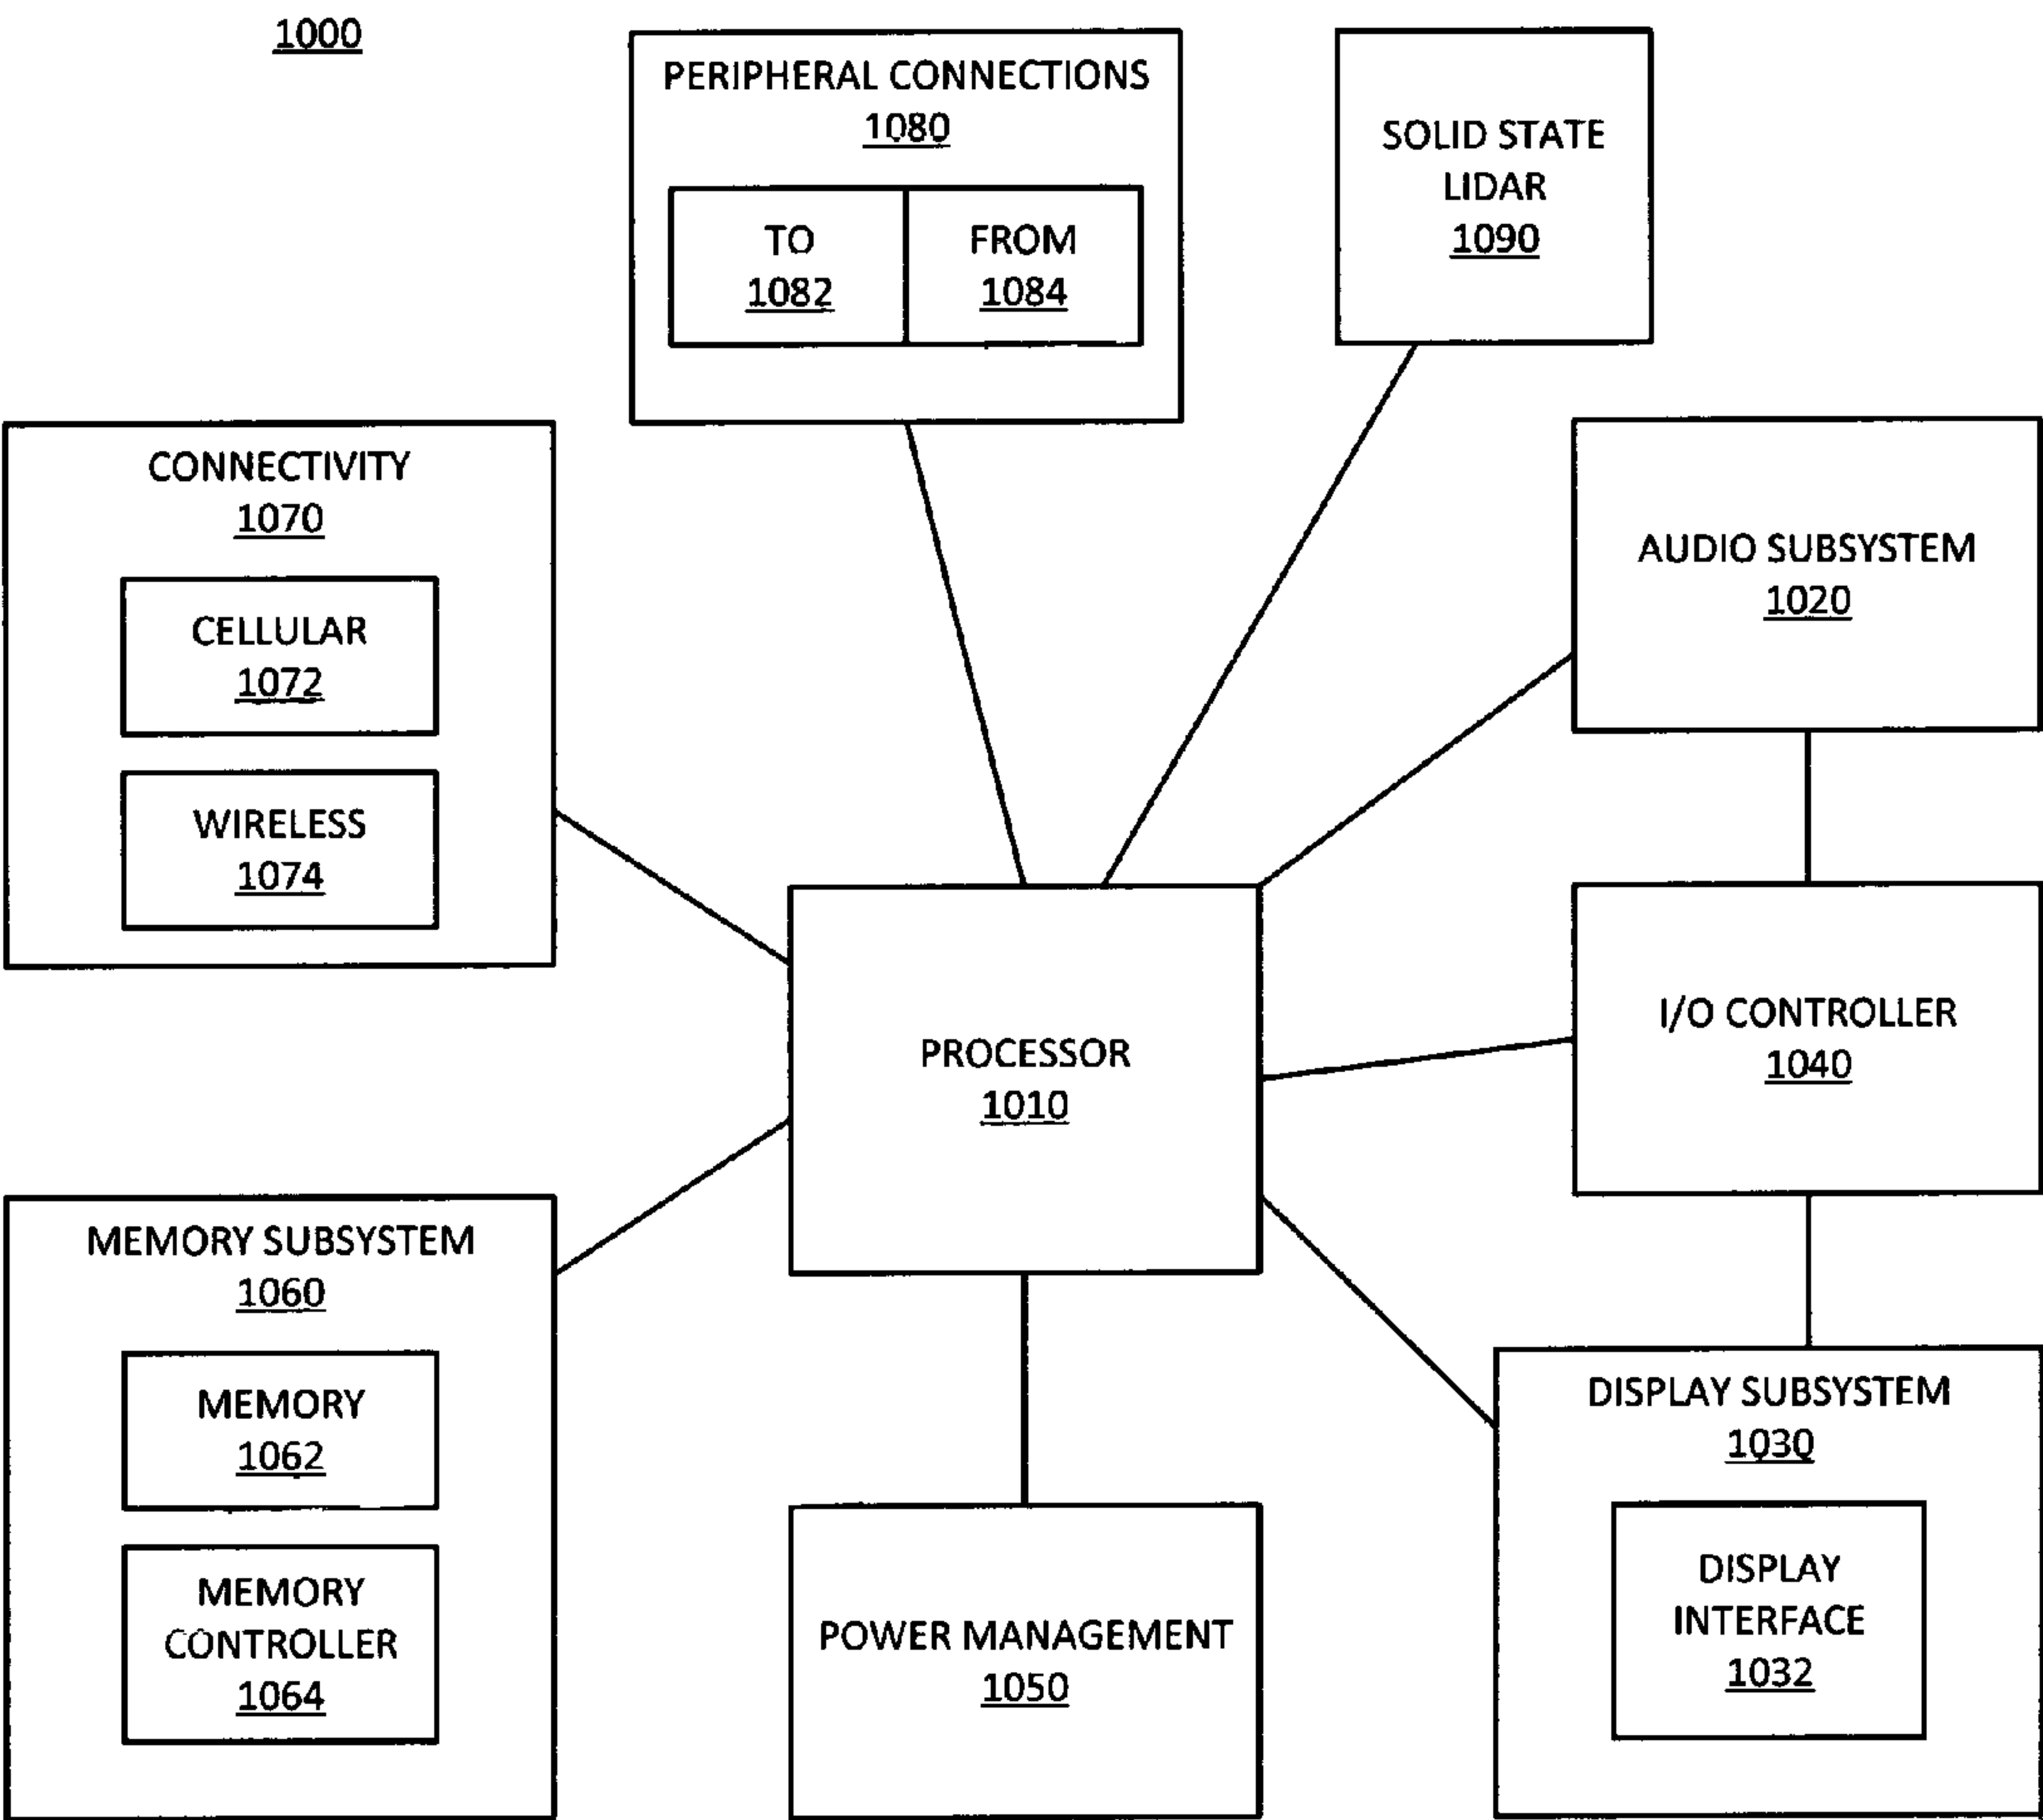 1000
PERIPHERAL CONNECTIONS
1080
TO
1082
FROM
1084
SOLID STATE
LIDAR
1090
CONNECTIVITY
1070
CELLULAR
1072
WIRELESS
1074
AUDIO SUBSYSTEM
1020
PROCESSOR
1010
I/O CONTROLLER
1040
MEMORY SUBSYSTEM
1060
MEMORY
1062
MEMORY
CONTROLLER
1064
POWER MANAGEMENT
1050
DISPLAY SUBSYSTEM
1030
DISPLAY
INTERFACE
1032